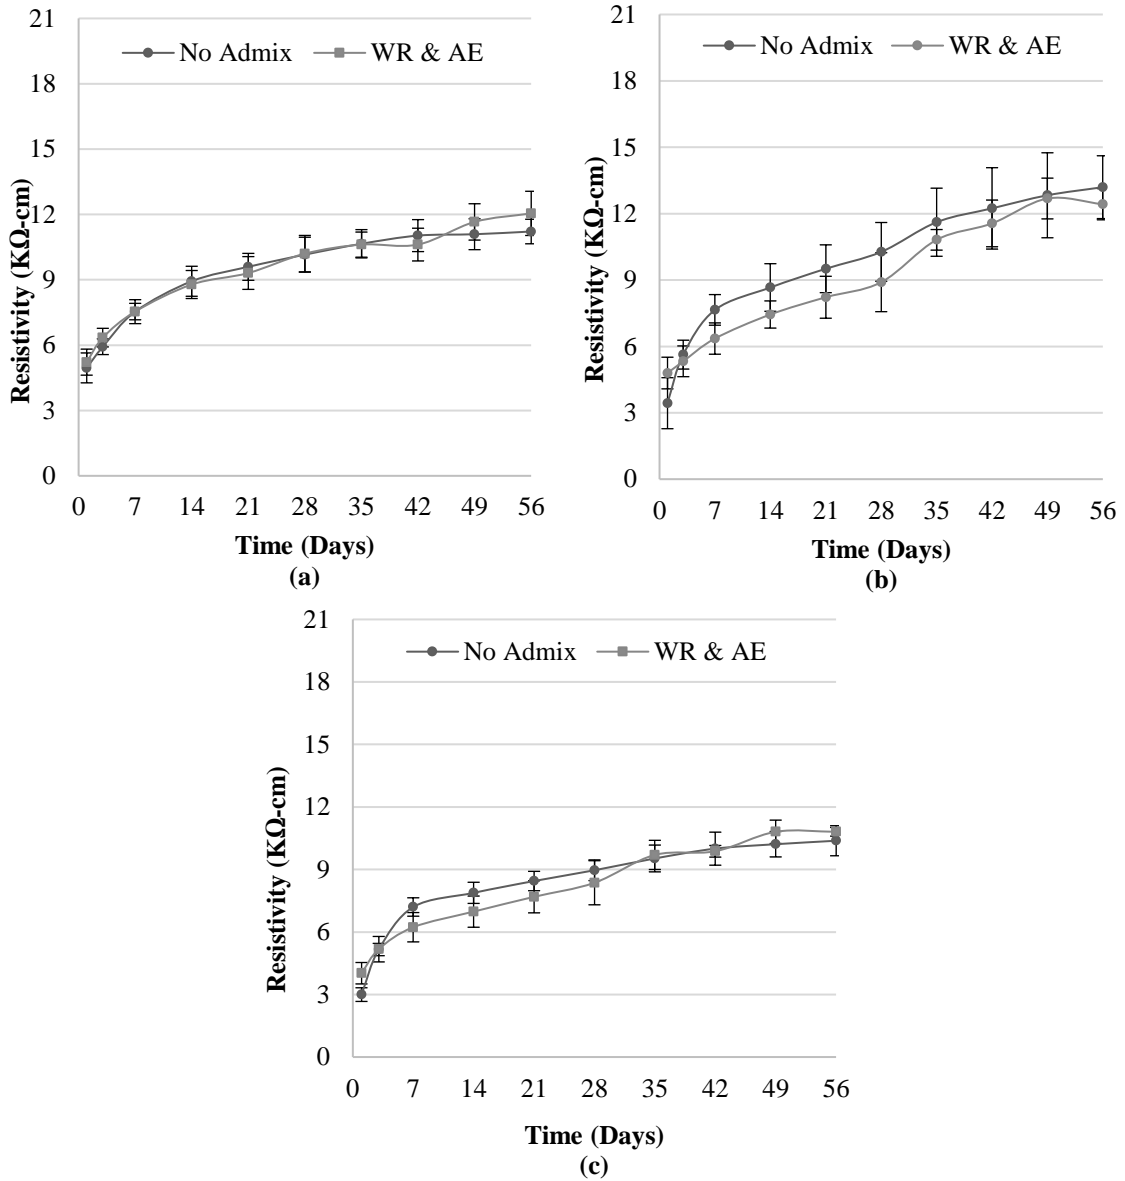 No Admix WR & AE
21
18
15
12
9
6
3
0
Resistivity (KΩ-cm)
0 7 14 21 28 35 42 49 56
Time (Days)
(a)
No Admix WR & AE
21
18
15
12
9
6
3
0
Resistivity (KΩ-cm)
0 7 14 21 28 35 42 49 56
Time (Days)
(b)
No Admix WR & AE
21
18
15
12
9
6
3
0
Resistivity (KΩ-cm)
0 7 14 21 28 35 42 49 56
Time (Days)
(c)